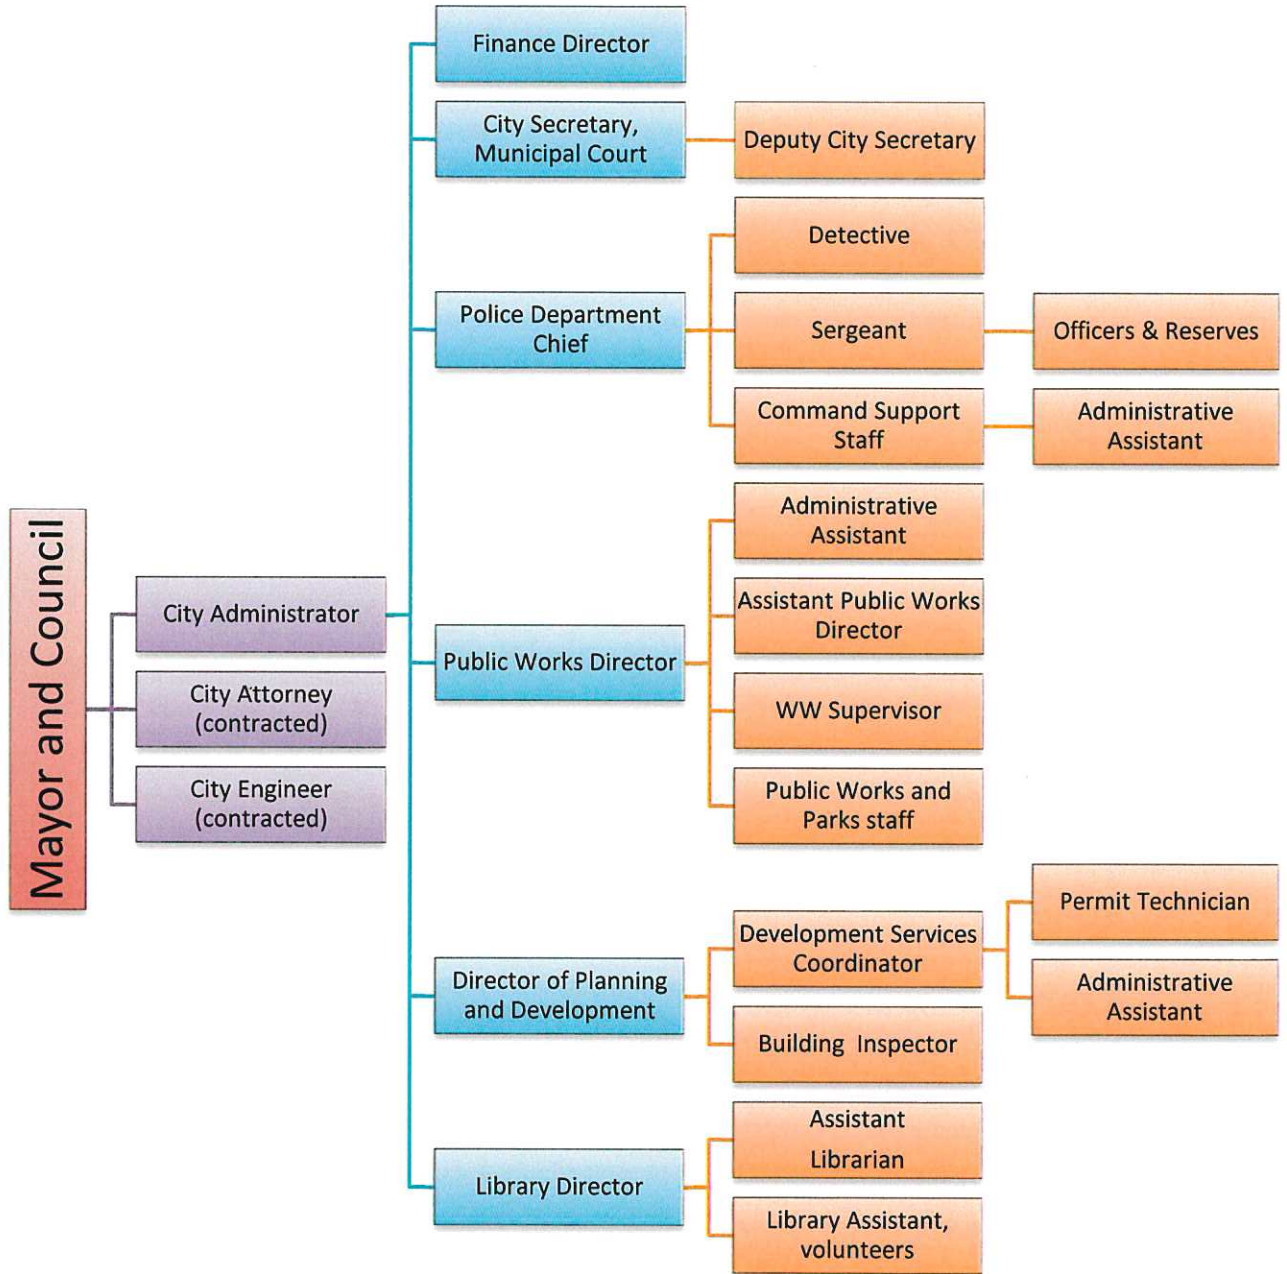 Finance Director
City Secretary,
Municipal Court
Deputy City Secretary
Detective
Police Department
Chief
Sergeant
Officers & Reserves
Command Support
Staff
Administrative
Assistant
Mayor and Council
City Administrator
City Attorney
(contracted)
City Engineer
(contracted)
Public Works Director
Administrative
Assistant
Assistant Public Works
Director
WW Supervisor
Public Works and
Parks staff
Director of Planning
and Development
Development Services
Coordinator
Permit Technician
Administrative
Assistant
Building Inspector
Library Director
Assistant
Librarian
Library Assistant,
volunteers